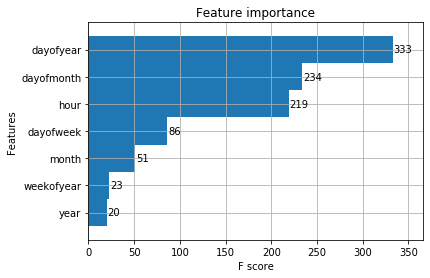 Feature importance
Features
dayofyear 333
dayofmonth 234
hour 219
dayofweek 86
month 51
weekofyear 23
year 20
0 50 100 150 200 250 300 350
F score